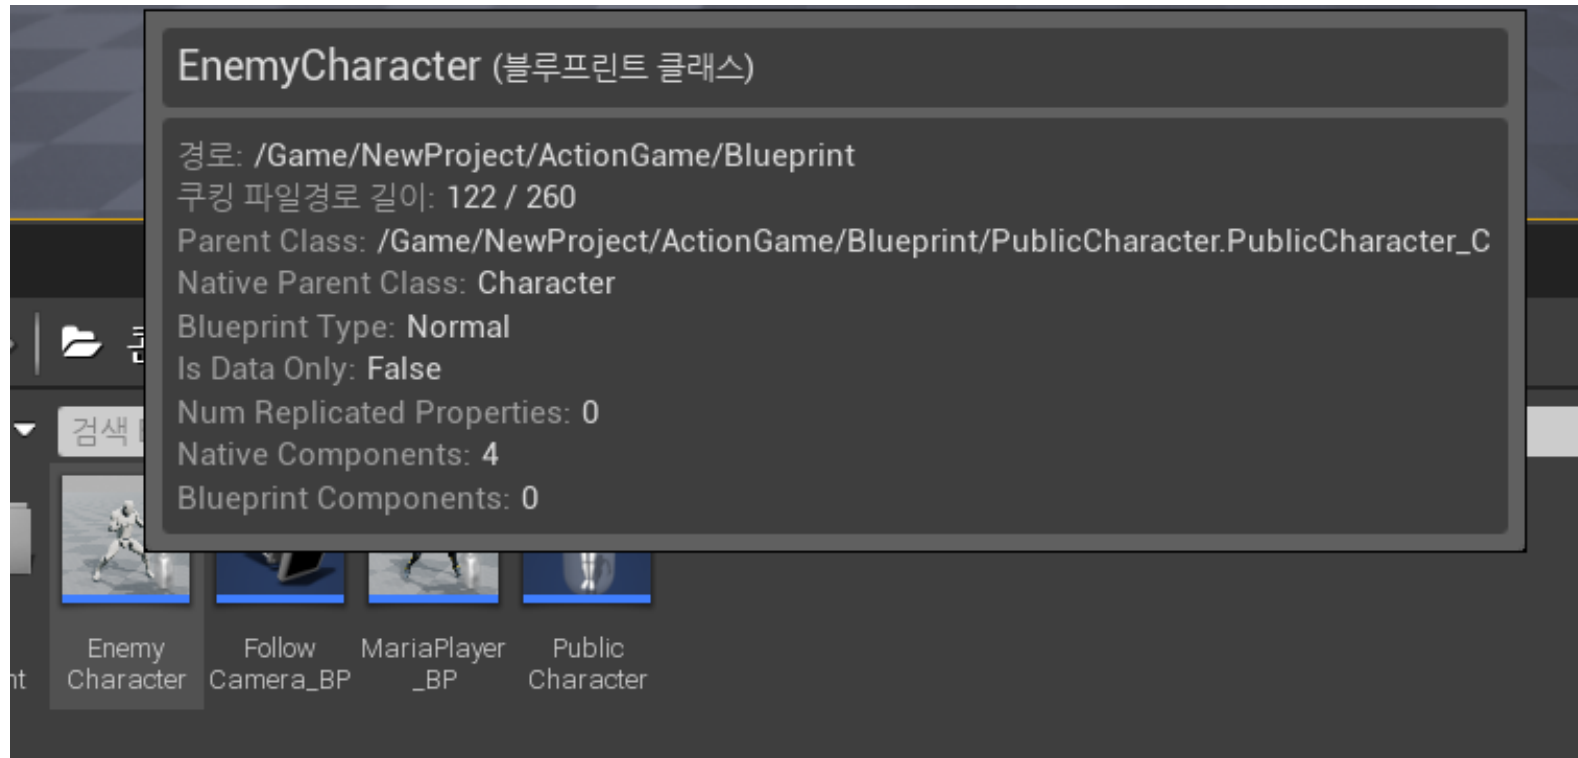 EnemyCharacter (블루프린트 클래스)
경로: /Game/NewProject/ActionGame/Blueprint
쿠킹 파일경로 길이: 122 / 260
Parent Class: /Game/NewProject/ActionGame/Blueprint/PublicCharacter.PublicCharacter_C
Native Parent Class: Character
Blueprint Type: Normal
Is Data Only: False
Num Replicated Properties: 0
Native Components: 4
Blueprint Components: 0
검색
Enemy
Character
Follow
Camera_BP
MariaPlayer
_BP
Public
Character